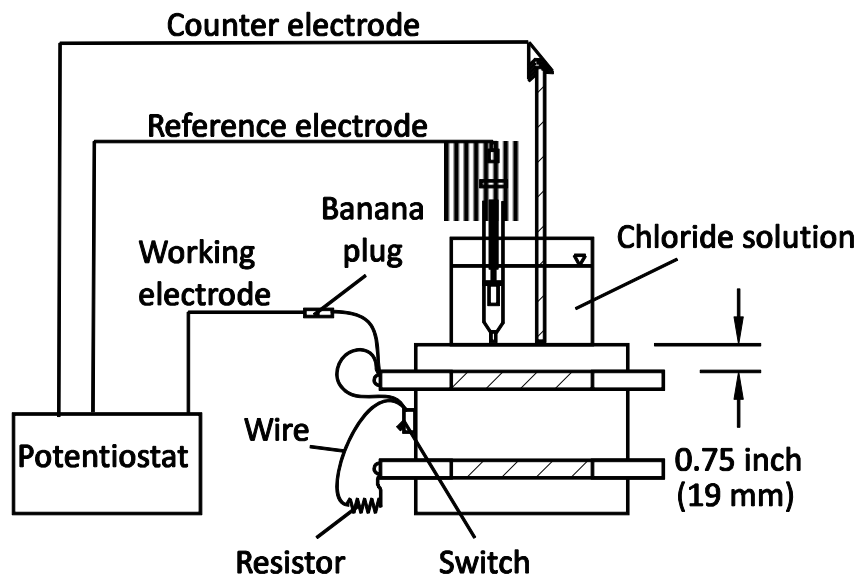 Counter electrode
Reference electrode
Banana
plug
Working
electrode
Chloride solution
Potentiostat
Wire
0.75 inch
(19 mm)
Resistor
Switch